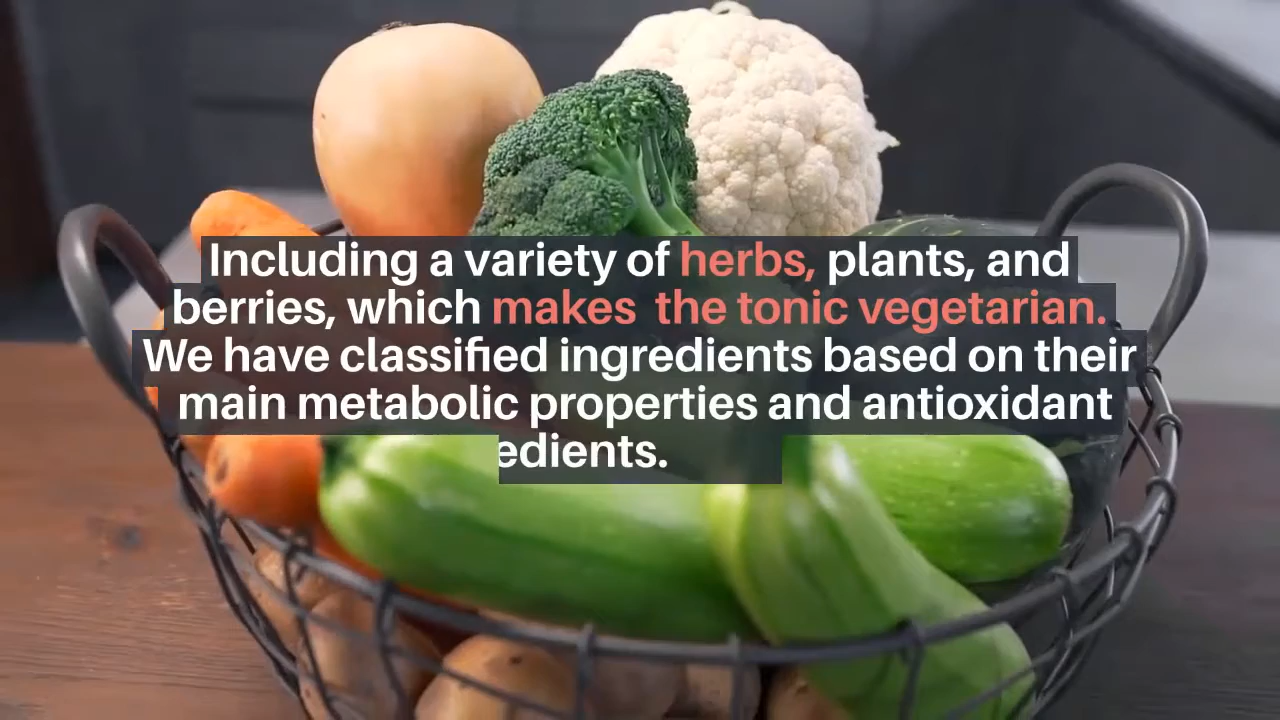 Including a variety of herbs, plants, and
berries, which makes  the tonic vegetarian.
We have classified ingredients based on their
main metabolic properties and antioxidant
edients.